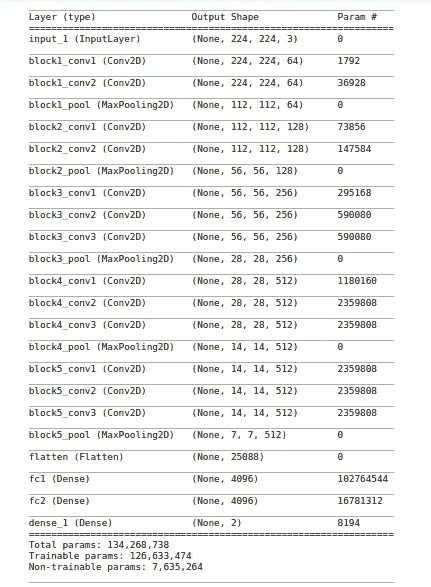 Layer (type) Output Shape Param #
=================================================================
input_1 (InputLayer) (None, 224, 224, 3) 0
block1_conv1 (Conv2D) (None, 224, 224, 64) 1792
block1_conv2 (Conv2D) (None, 224, 224, 64) 36928
block1_pool (MaxPooling2D) (None, 112, 112, 64) 0
block2_conv1 (Conv2D) (None, 112, 112, 128) 73856
block2_conv2 (Conv2D) (None, 112, 112, 128) 147584
block2_pool (MaxPooling2D) (None, 56, 56, 128) 0
block3_conv1 (Conv2D) (None, 56, 56, 256) 295168
block3_conv2 (Conv2D) (None, 56, 56, 256) 590080
block3_conv3 (Conv2D) (None, 56, 56, 256) 590080
block3_pool (MaxPooling2D) (None, 28, 28, 256) 0
block4_conv1 (Conv2D) (None, 28, 28, 512) 1180160
block4_conv2 (Conv2D) (None, 28, 28, 512) 2359808
block4_conv3 (Conv2D) (None, 28, 28, 512) 2359808
block4_pool (MaxPooling2D) (None, 14, 14, 512) 0
block5_conv1 (Conv2D) (None, 14, 14, 512) 2359808
block5_conv2 (Conv2D) (None, 14, 14, 512) 2359808
block5_conv3 (Conv2D) (None, 14, 14, 512) 2359808
block5_pool (MaxPooling2D) (None, 7, 7, 512) 0
flatten (Flatten) (None, 25088) 0
fc1 (Dense) (None, 4096) 102764544
fc2 (Dense) (None, 4096) 16781312
dense_1 (Dense) (None, 2) 8194
=================================================================
Total params: 134,268,738
Trainable params: 126,633,474
Non-trainable params: 7,635,264